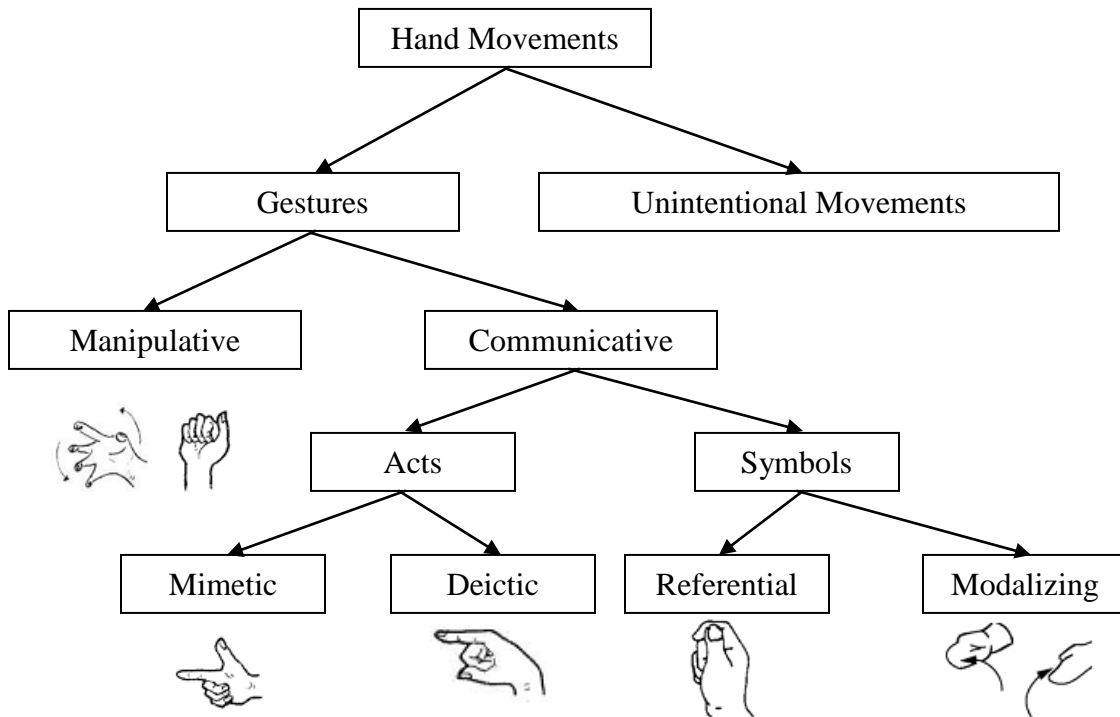 Hand Movements
Gestures
Unintentional Movements
Manipulative
Communicative
Acts
Symbols
Mimetic
Deictic
Referential
Modalizing